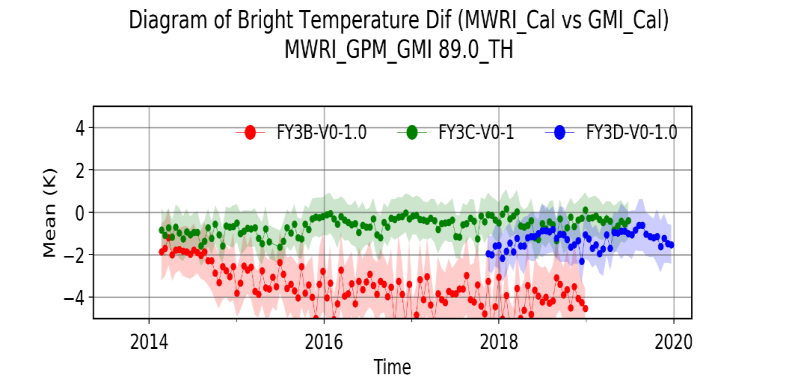 Diagram of Bright Temperature Dif (MWRI_Cal vs GMI_Cal)
MWRI_GPM_GMI 89.0_TH
FY3B-V0-1.0 FY3C-V0-1 FY3D-V0-1.0
Mean (K)
4
2
0
−2
−4
2014 2016 2018 2020
Time